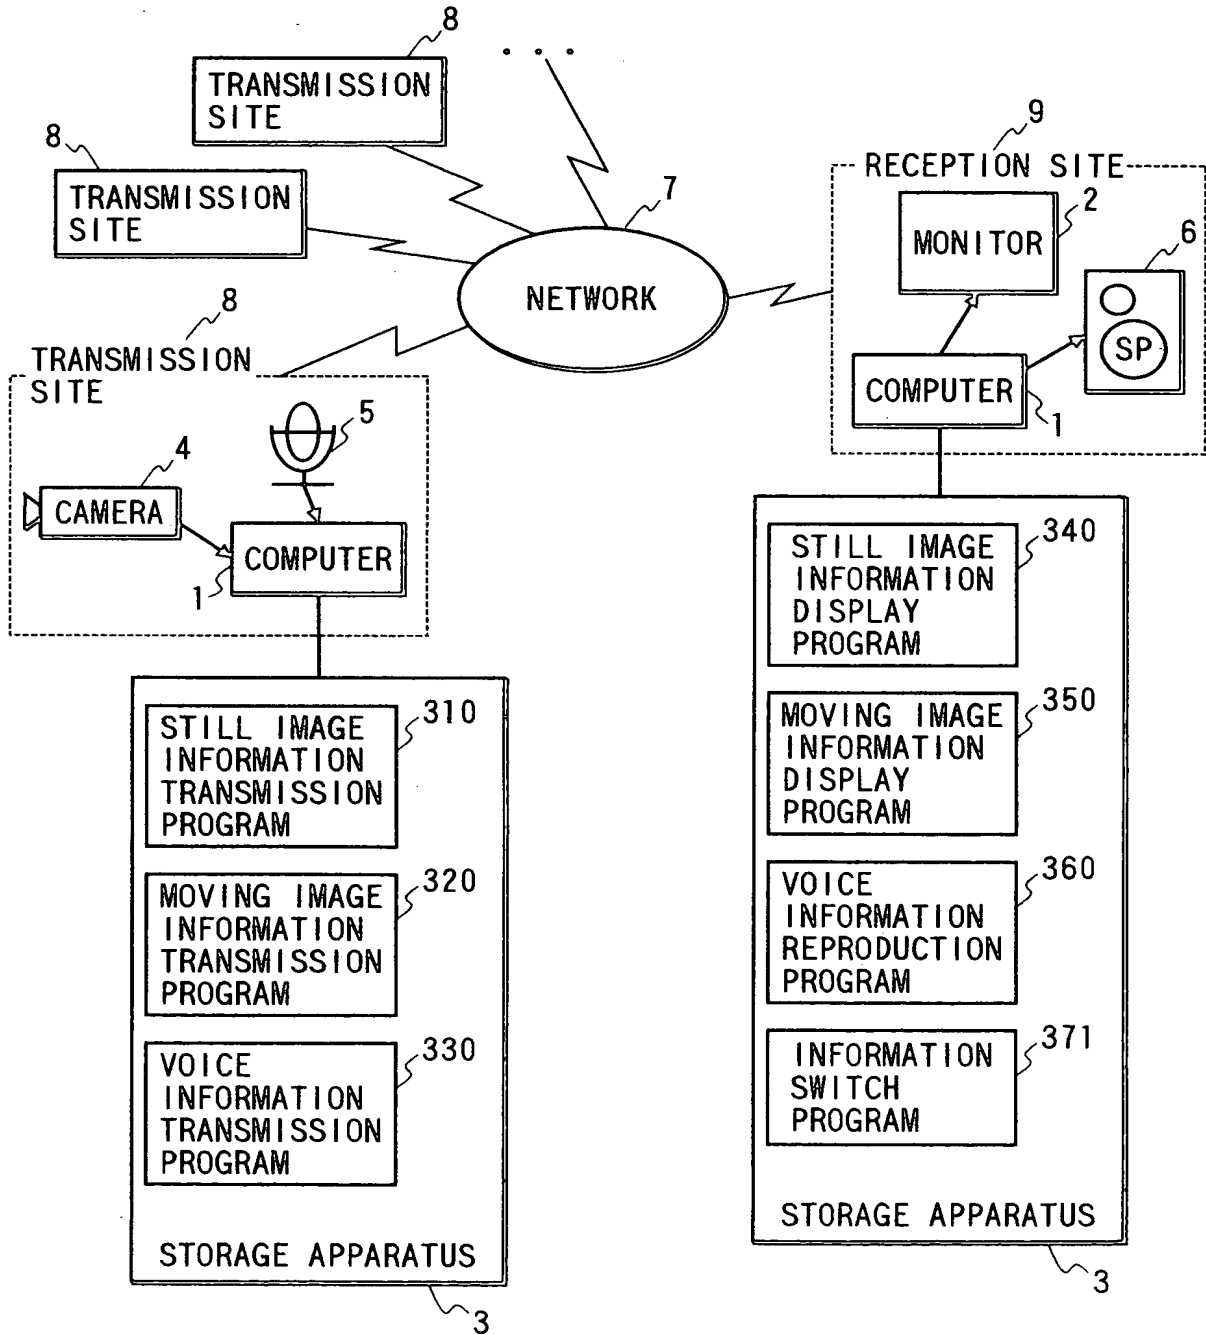 8
TRANSMISSION
SITE
8
TRANSMISSION
SITE
7
NETWORK
9
RECEPTION SITE
2
MONITOR
6
SP
COMPUTER
1
8
TRANSMISSION
SITE
5
4
CAMERA
COMPUTER
1
310
STILL IMAGE
INFORMATION
TRANSMISSION
PROGRAM
320
MOVING IMAGE
INFORMATION
TRANSMISSION
PROGRAM
330
VOICE
INFORMATION
TRANSMISSION
PROGRAM
STORAGE APPARATUS
3
340
STILL IMAGE
INFORMATION
DISPLAY
PROGRAM
350
MOVING IMAGE
INFORMATION
DISPLAY
PROGRAM
360
VOICE
INFORMATION
REPRODUCTION
PROGRAM
371
INFORMATION
SWITCH
PROGRAM
STORAGE APPARATUS
3